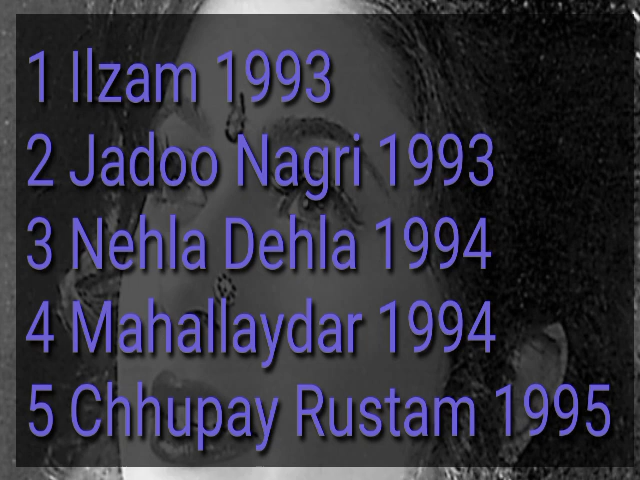 1 Ilzam 1993
2 Jadoo Nagri 1993
3 Nehla Dehla 1994
4 Mahallaydar 1994
5 Chhupay Rustam 1995